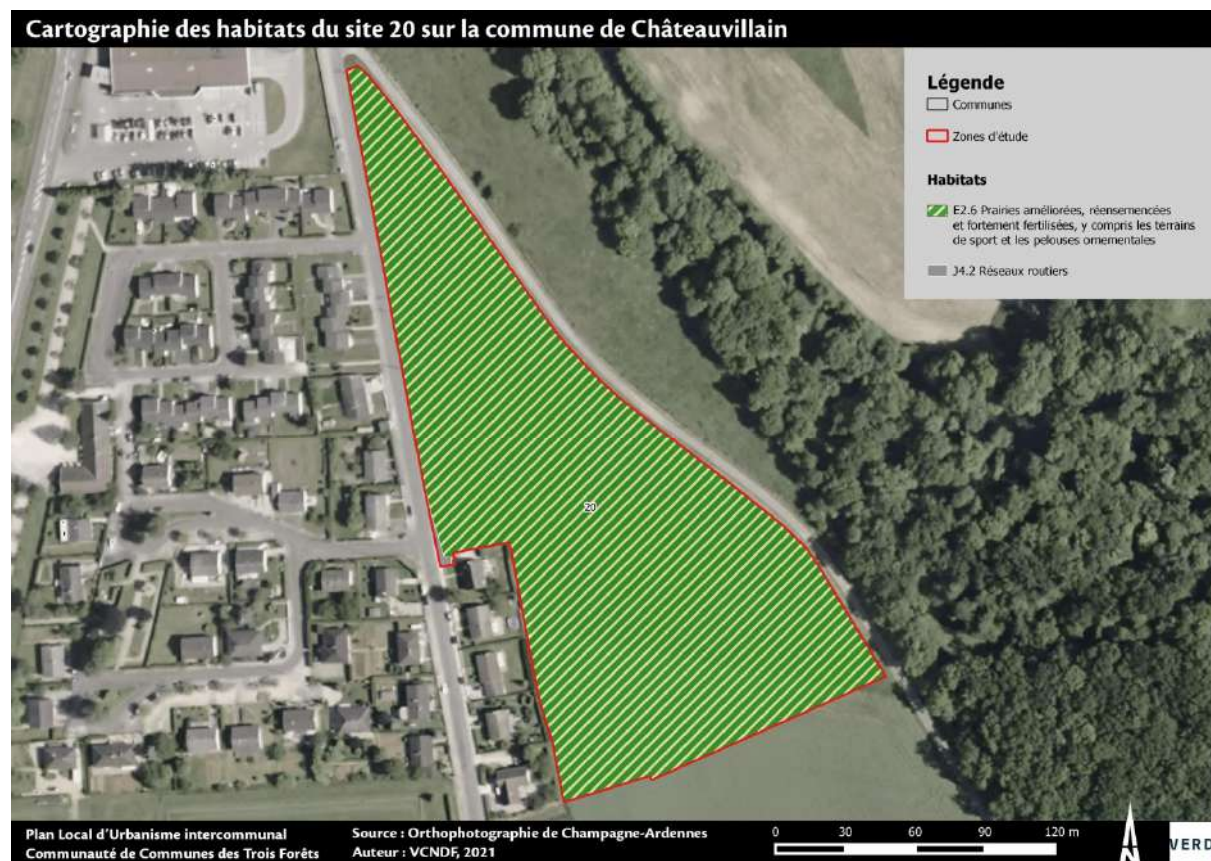 Cartographie des habitats du site 20 sur la commune de Châteauvillain
Légende
Communes
Zones d'étude
Habitats
E2.6 Prairies améliorées, réensemencées
et fortement fertilisées, y compris les terrains
de sport et les pelouses ornementales
J4.2 Réseaux routiers
20
Plan Local d'Urbanisme intercommunal
Communauté de Communes des Trois Forêts
Source : Orthophotographie de Champagne-Ardennes
Auteur : VCNDF, 2021
0 30 60 90 120 m
N
VERD